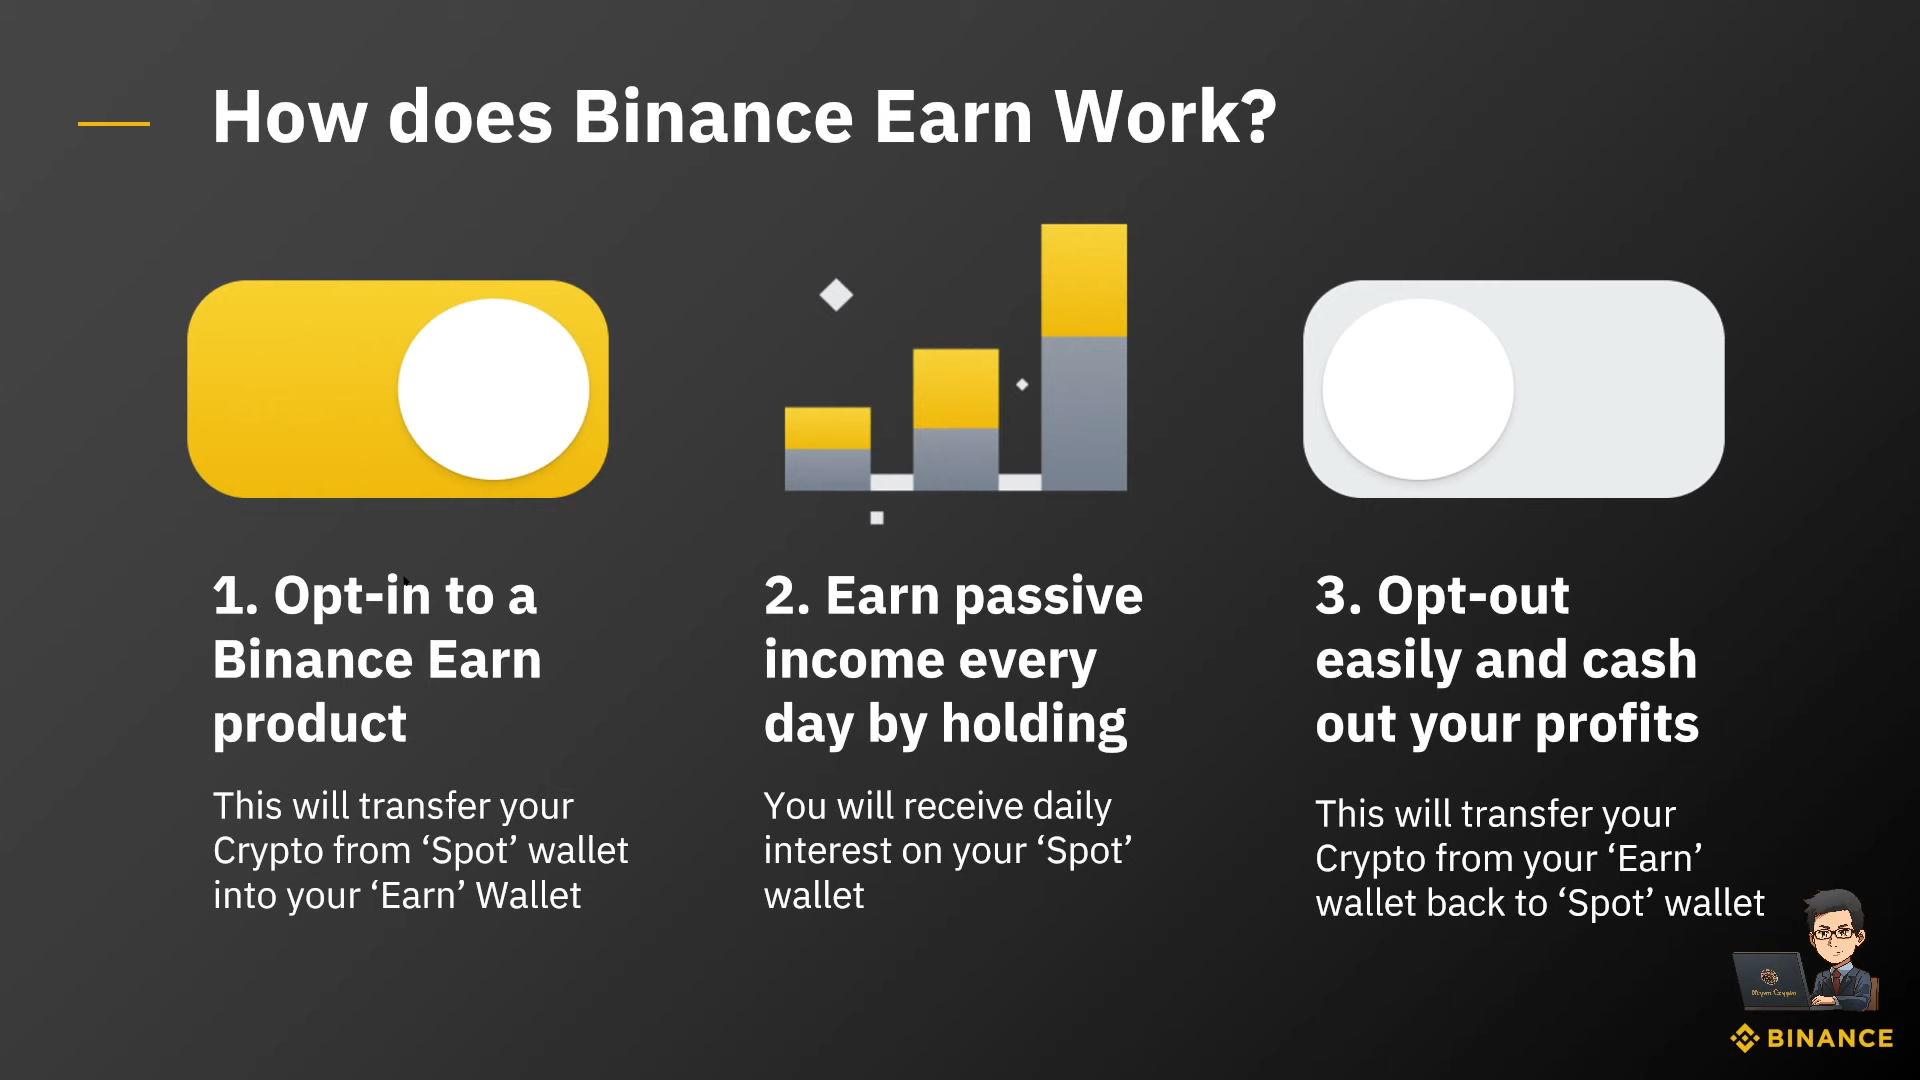 How does Binance Earn Work?
1. Opt-in to a
Binance Earn
product
This will transfer your
Crypto from ‘Spot’ wallet
into your ‘Earn’ Wallet
2. Earn passive
income every
day by holding
You will receive daily
interest on your ‘Spot’
wallet
3. Opt-out
easily and cash
out your profits
This will transfer your
Crypto from your ‘Earn’
wallet back to ‘Spot’ wallet
BINANCE